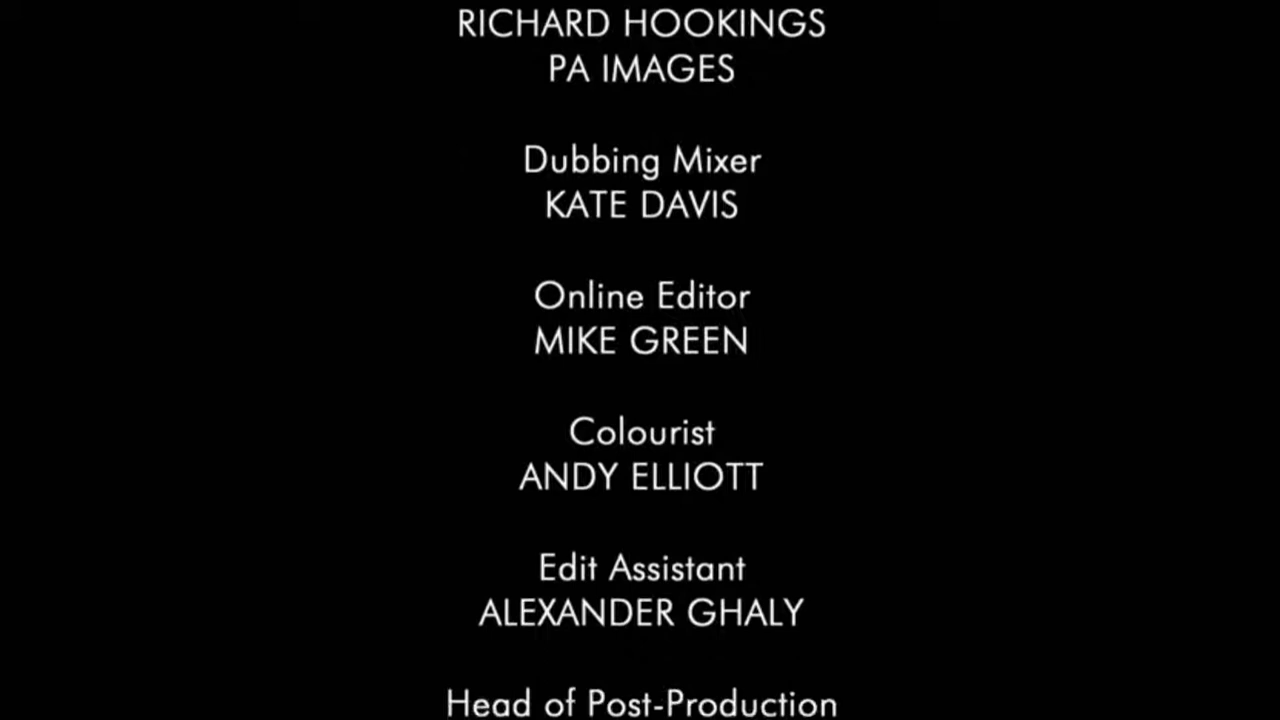 RICHARD HOOKINGS
PA IMAGES
Dubbing Mixer
KATE DAVIS
Online Editor
MIKE GREEN
Colourist
ANDY ELLIOTT
Edit Assistant
ALEXANDER GHALY
Head of Post-Production